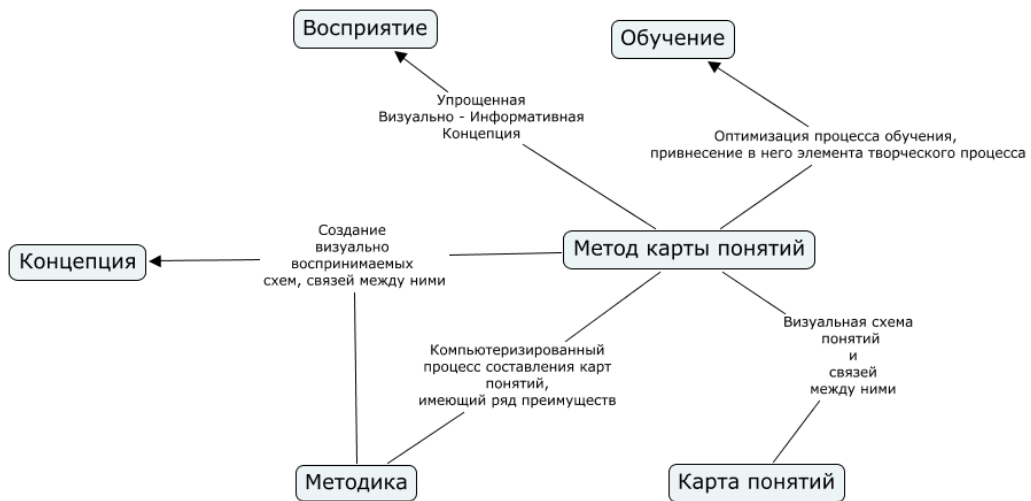 Восприятие
Обучение
Упрощенная
Визуально - Информативная
Концепция
Оптимизация процесса обучения,
привнесение в него элемента творческого процесса
Создание
визуально
воспринимаемых
схем, связей между ними
Метод карты понятий
Концепция
Визуальная схема
понятий
и
связей
между ними
Компьютеризированный
процесс составления карт
понятий,
имеющий ряд преимуществ
Методика
Карта понятий